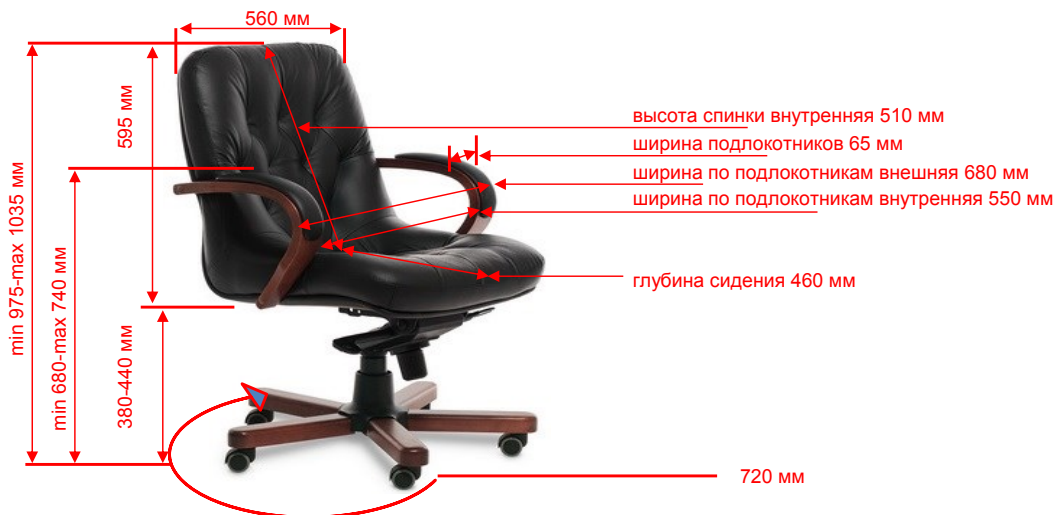 560 мм
595 мм
min 975-max 1035 мм
min 680-max 740 мм
380-440 мм
высота спинки внутренняя 510 мм
ширина подлокотников 65 мм
ширина по подлокотникам внешняя 680 мм
ширина по подлокотникам внутренняя 550 мм
глубина сидения 460 мм
720 мм